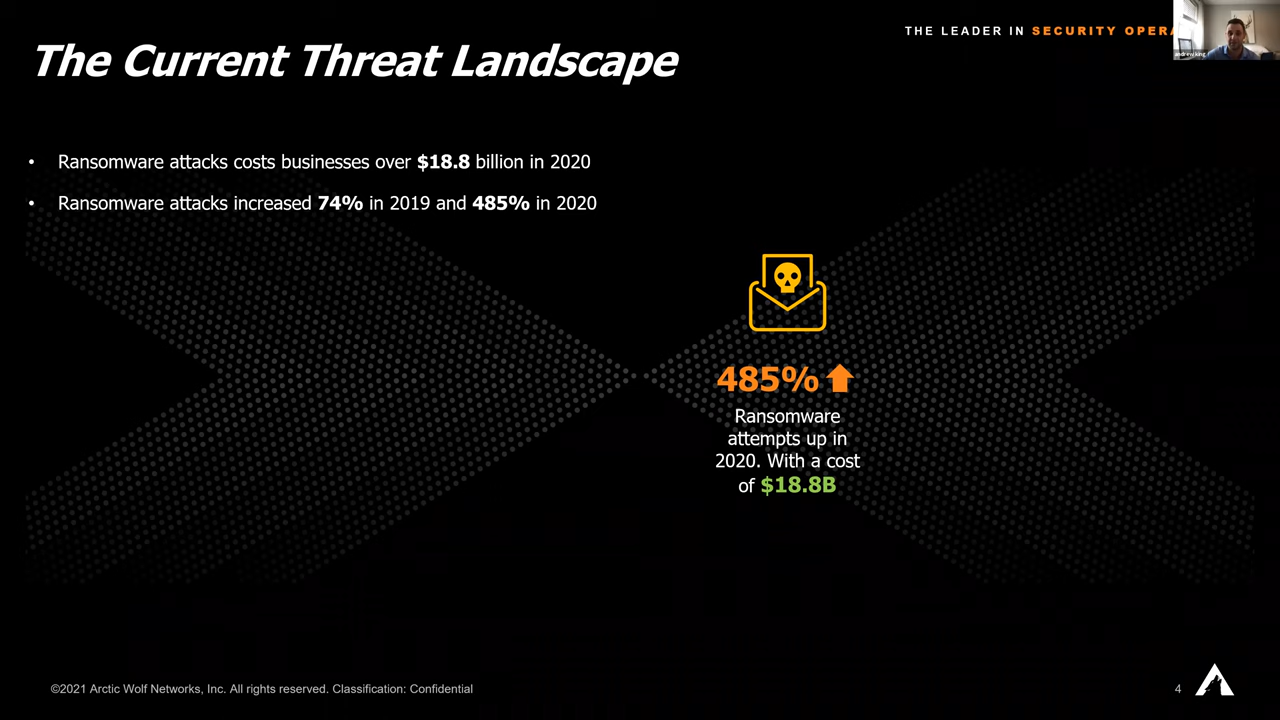 THE LEADER IN SECURITY OPERA
andrew king
The Current Threat Landscape
• Ransomware attacks costs businesses over $18.8 billion in 2020
• Ransomware attacks increased 74% in 2019 and 485% in 2020
485%
Ransomware
attempts up in
2020. With a cost
of $18.8B
©2021 Arctic Wolf Networks, Inc. All rights reserved. Classification: Confidential
4